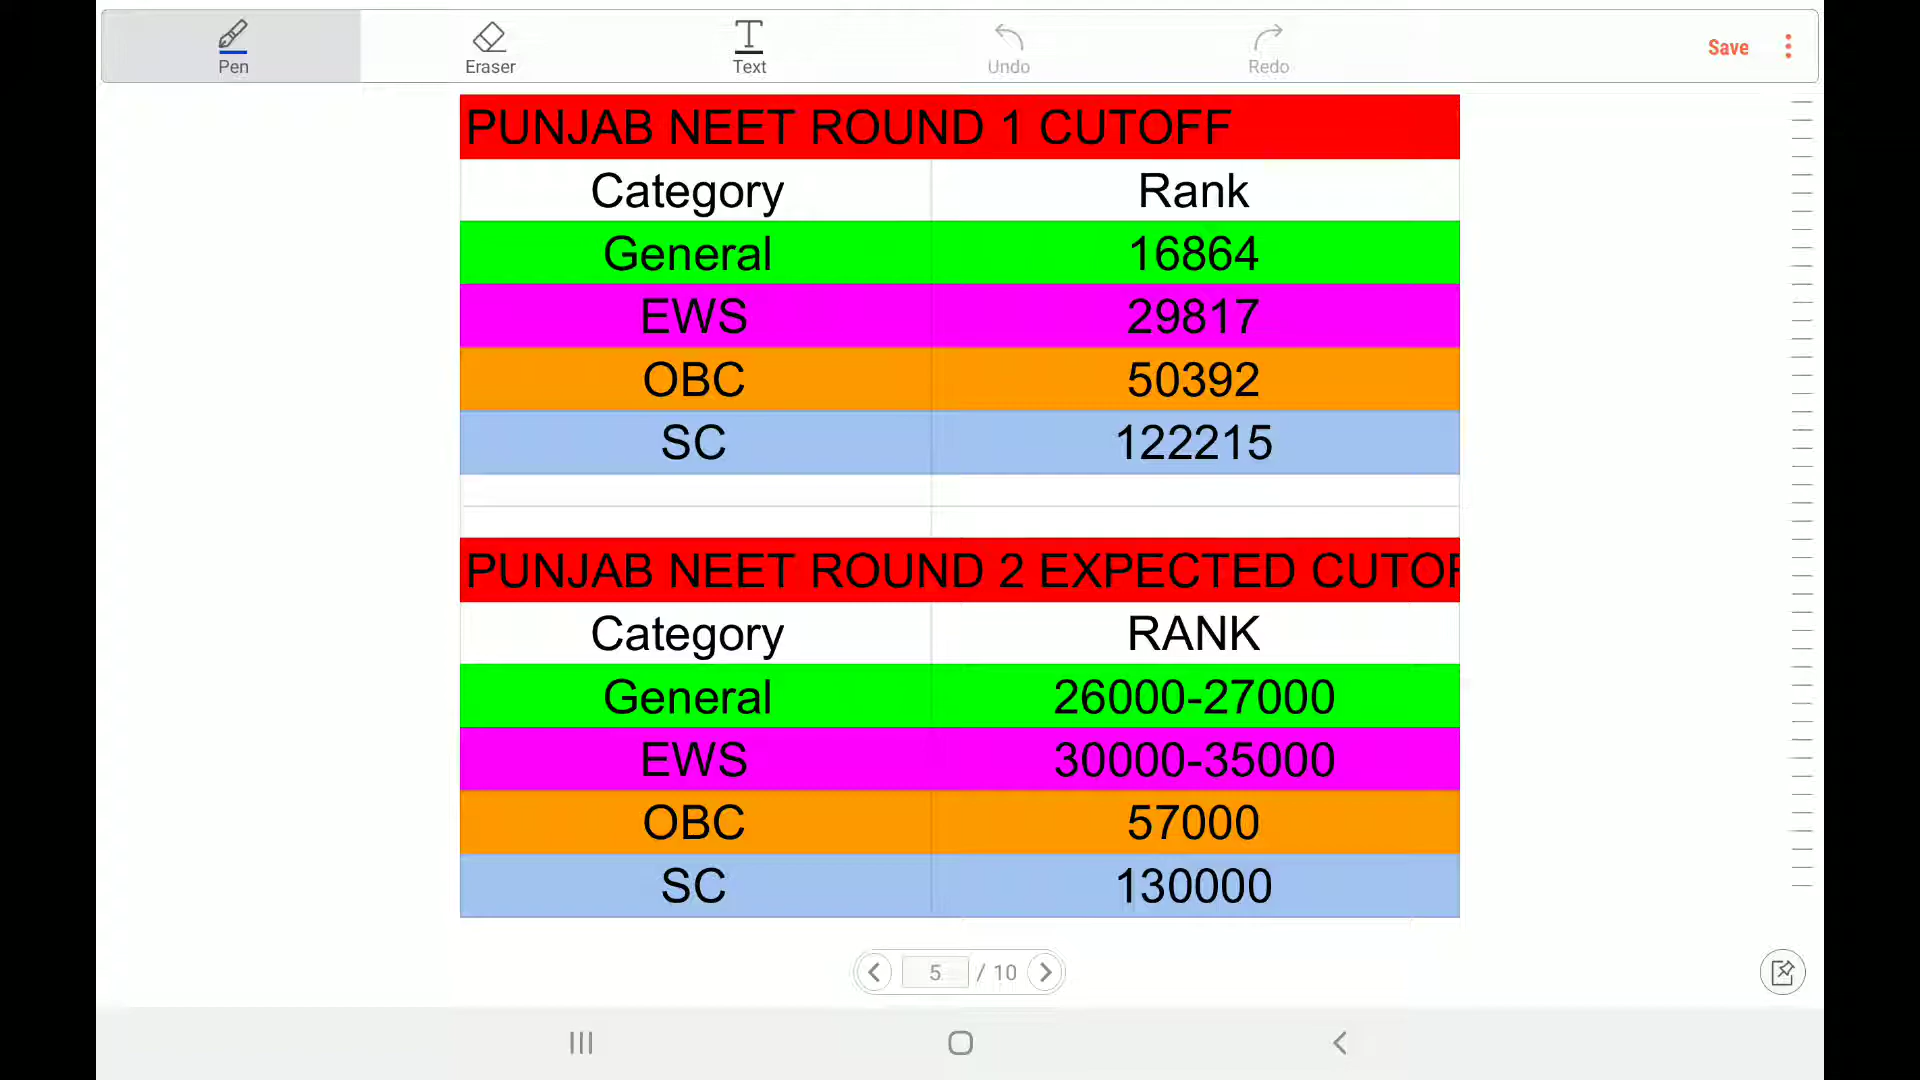 Pen
Eraser
Text
Undo
Redo
Save
PUNJAB NEET ROUND 1 CUTOFF
Category Rank
General 16864
EWS 29817
OBC 50392
SC 122215
PUNJAB NEET ROUND 2 EXPECTED CUTOF
Category RANK
General 26000-27000
EWS 30000-35000
OBC 57000
SC 130000
5 / 10